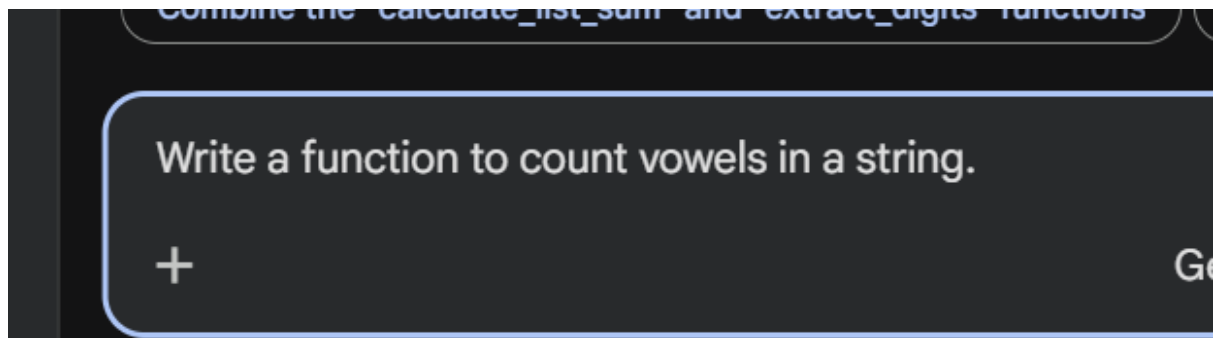 Combine the "calculate_list_sum" and "extract_digits" functions
Write a function to count vowels in a string.
+